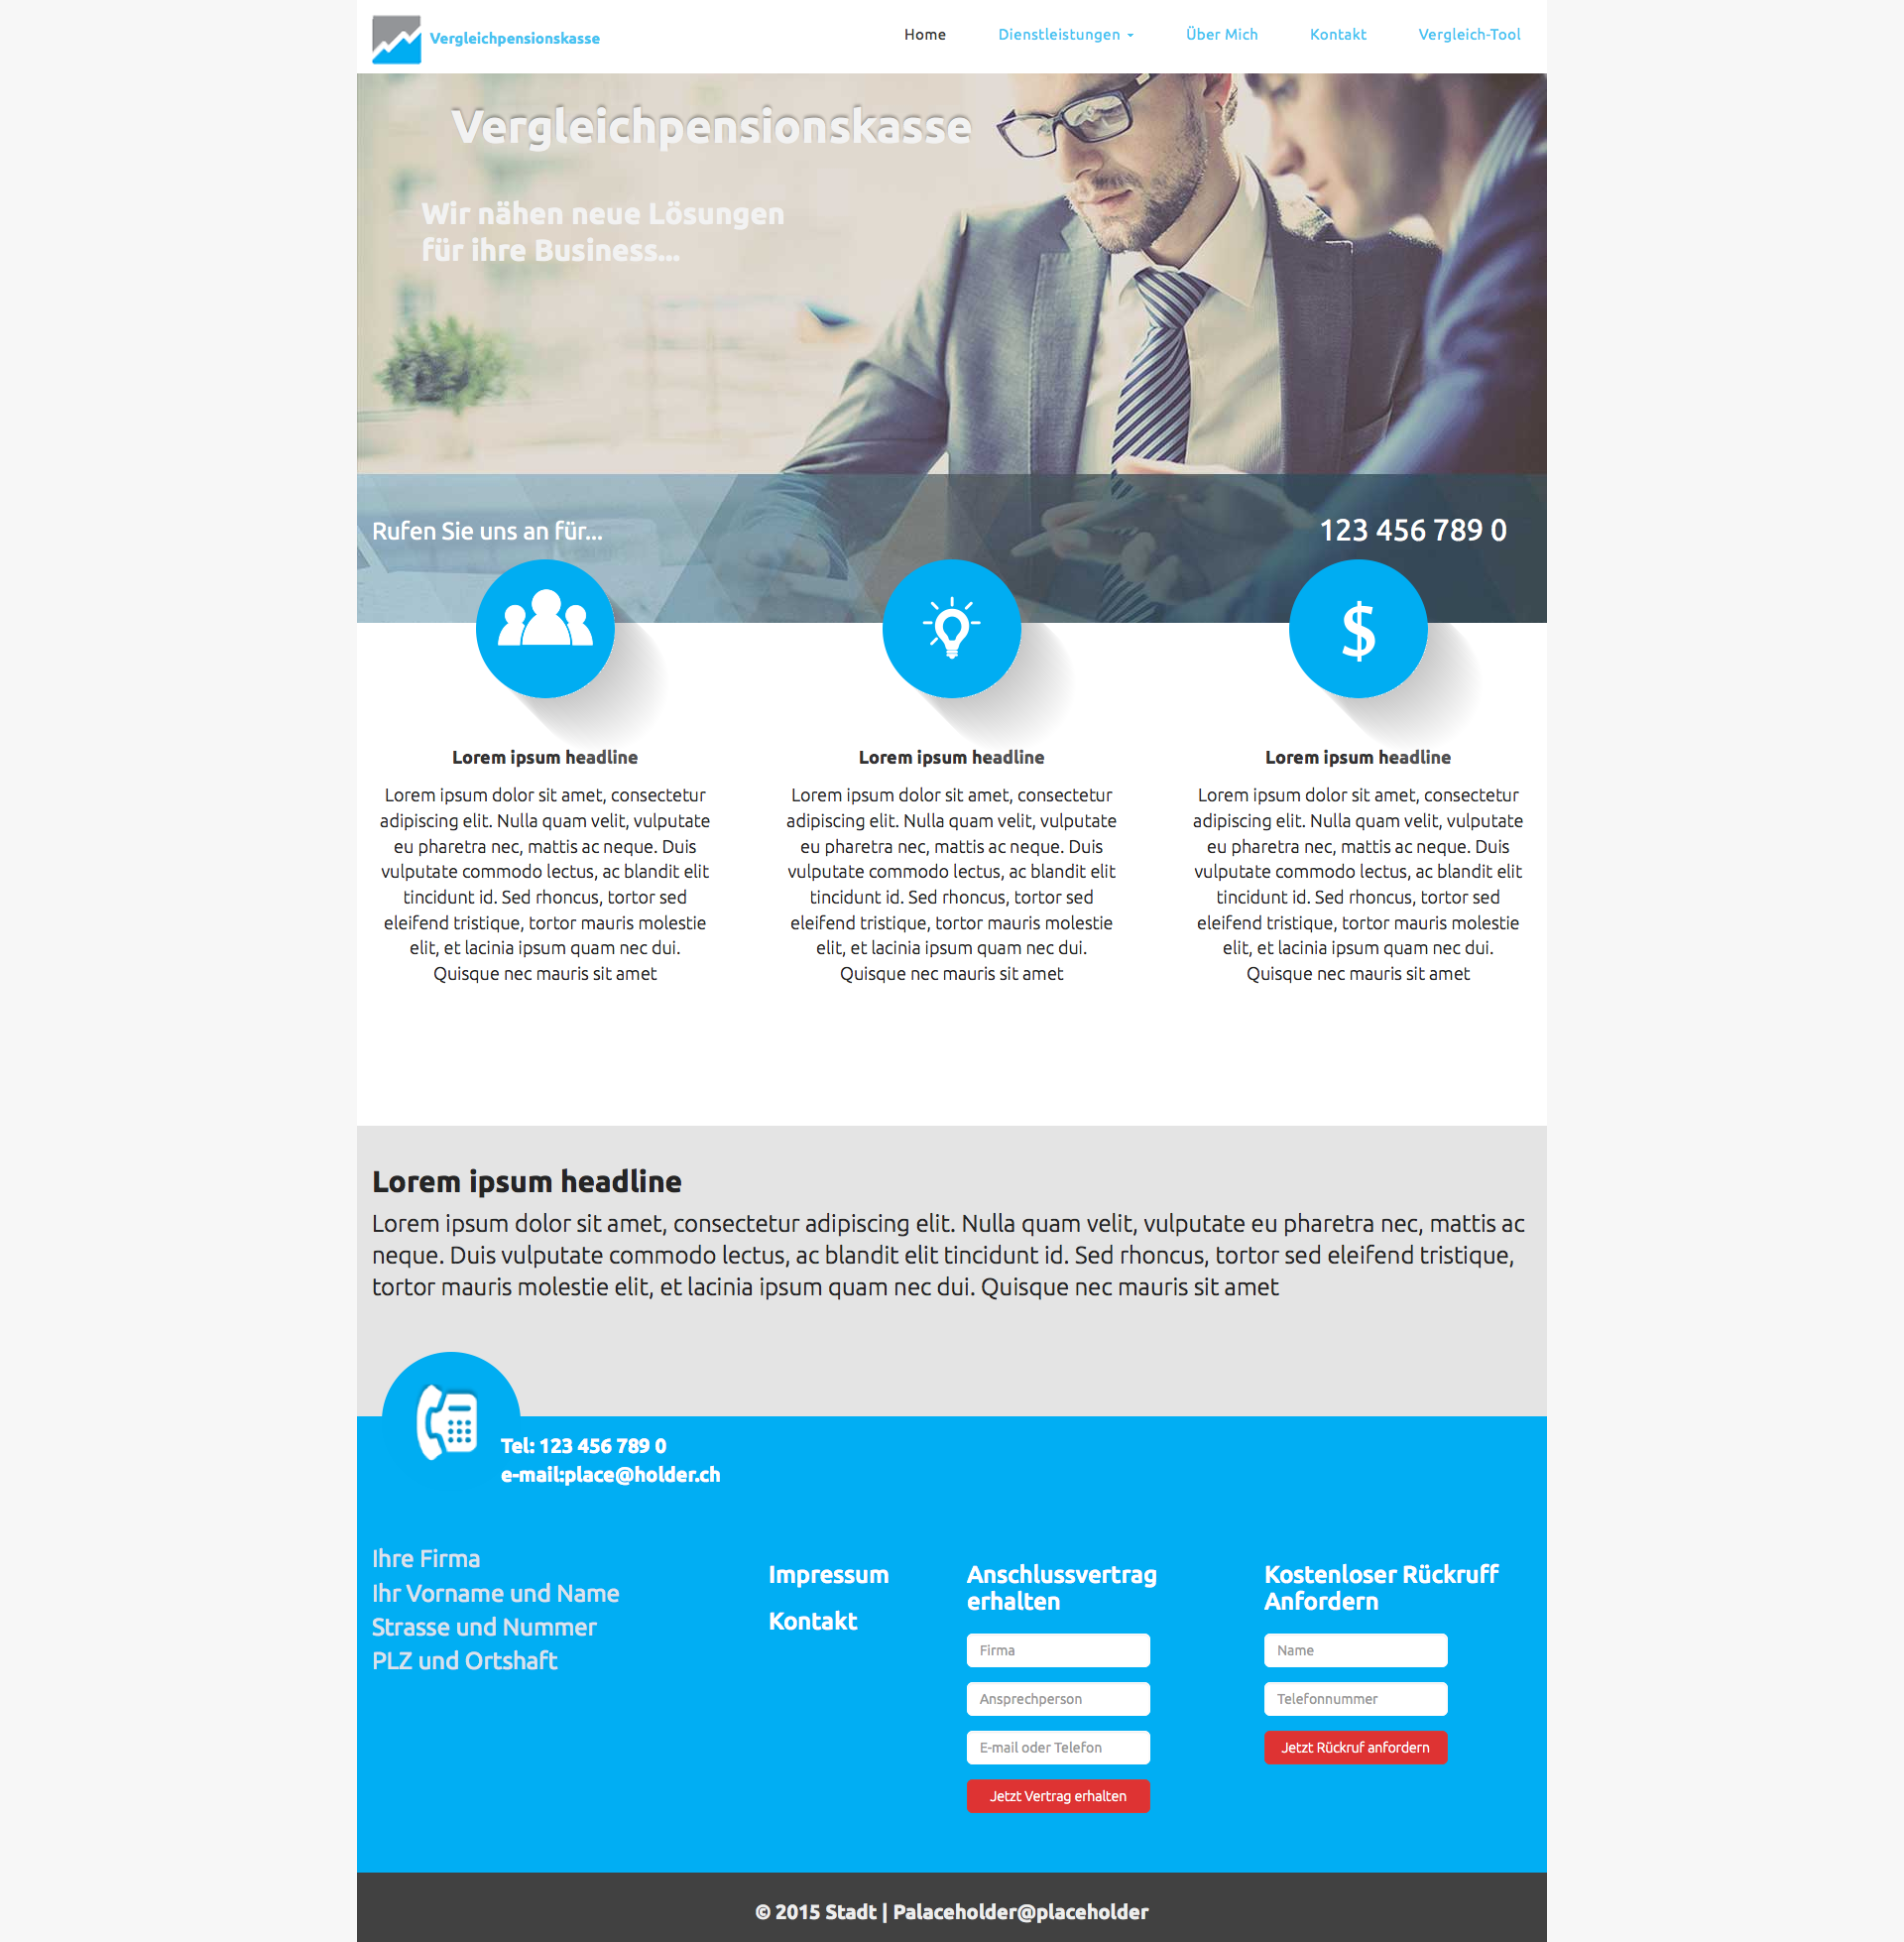 Vergleichpensionskasse
Home
Dienstleistungen
Über Mich
Kontakt
Vergleich-Tool
Vergleichpensionskasse
Wir nähen neue Lösungen
für ihre Business...
Rufen Sie uns an für...
123 456 789 0
$
Lorem ipsum headline
Lorem ipsum dolor sit amet, consectetur
adipiscing elit. Nulla quam velit, vulputate
eu pharetra nec, mattis ac neque. Duis
vulputate commodo lectus, ac blandit elit
tincidunt id. Sed rhoncus, tortor sed
eleifend tristique, tortor mauris molestie
elit, et lacinia ipsum quam nec dui.
Quisque nec mauris sit amet
Lorem ipsum headline
Lorem ipsum dolor sit amet, consectetur
adipiscing elit. Nulla quam velit, vulputate
eu pharetra nec, mattis ac neque. Duis
vulputate commodo lectus, ac blandit elit
tincidunt id. Sed rhoncus, tortor sed
eleifend tristique, tortor mauris molestie
elit, et lacinia ipsum quam nec dui.
Quisque nec mauris sit amet
Lorem ipsum headline
Lorem ipsum dolor sit amet, consectetur
adipiscing elit. Nulla quam velit, vulputate
eu pharetra nec, mattis ac neque. Duis
vulputate commodo lectus, ac blandit elit
tincidunt id. Sed rhoncus, tortor sed
eleifend tristique, tortor mauris molestie
elit, et lacinia ipsum quam nec dui.
Quisque nec mauris sit amet
Lorem ipsum headline
Lorem ipsum dolor sit amet, consectetur adipiscing elit. Nulla quam velit, vulputate eu pharetra nec, mattis ac
neque. Duis vulputate commodo lectus, ac blandit elit tincidunt id. Sed rhoncus, tortor sed eleifend tristique,
tortor mauris molestie elit, et lacinia ipsum quam nec dui. Quisque nec mauris sit amet
Tel: 123 456 789 0
e-mail:place@holder.ch
Ihre Firma
Ihr Vorname und Name
Strasse und Nummer
PLZ und Ortshaft
Impressum
Kontakt
Anschlussvertrag
erhalten
Firma
Ansprechperson
E-mail oder Telefon
Jetzt Vertrag erhalten
Kostenloser Rückruff
Anfordern
Name
Telefonnummer
Jetzt Rückruf anfordern
© 2015 Stadt | Palaceholder@placeholder